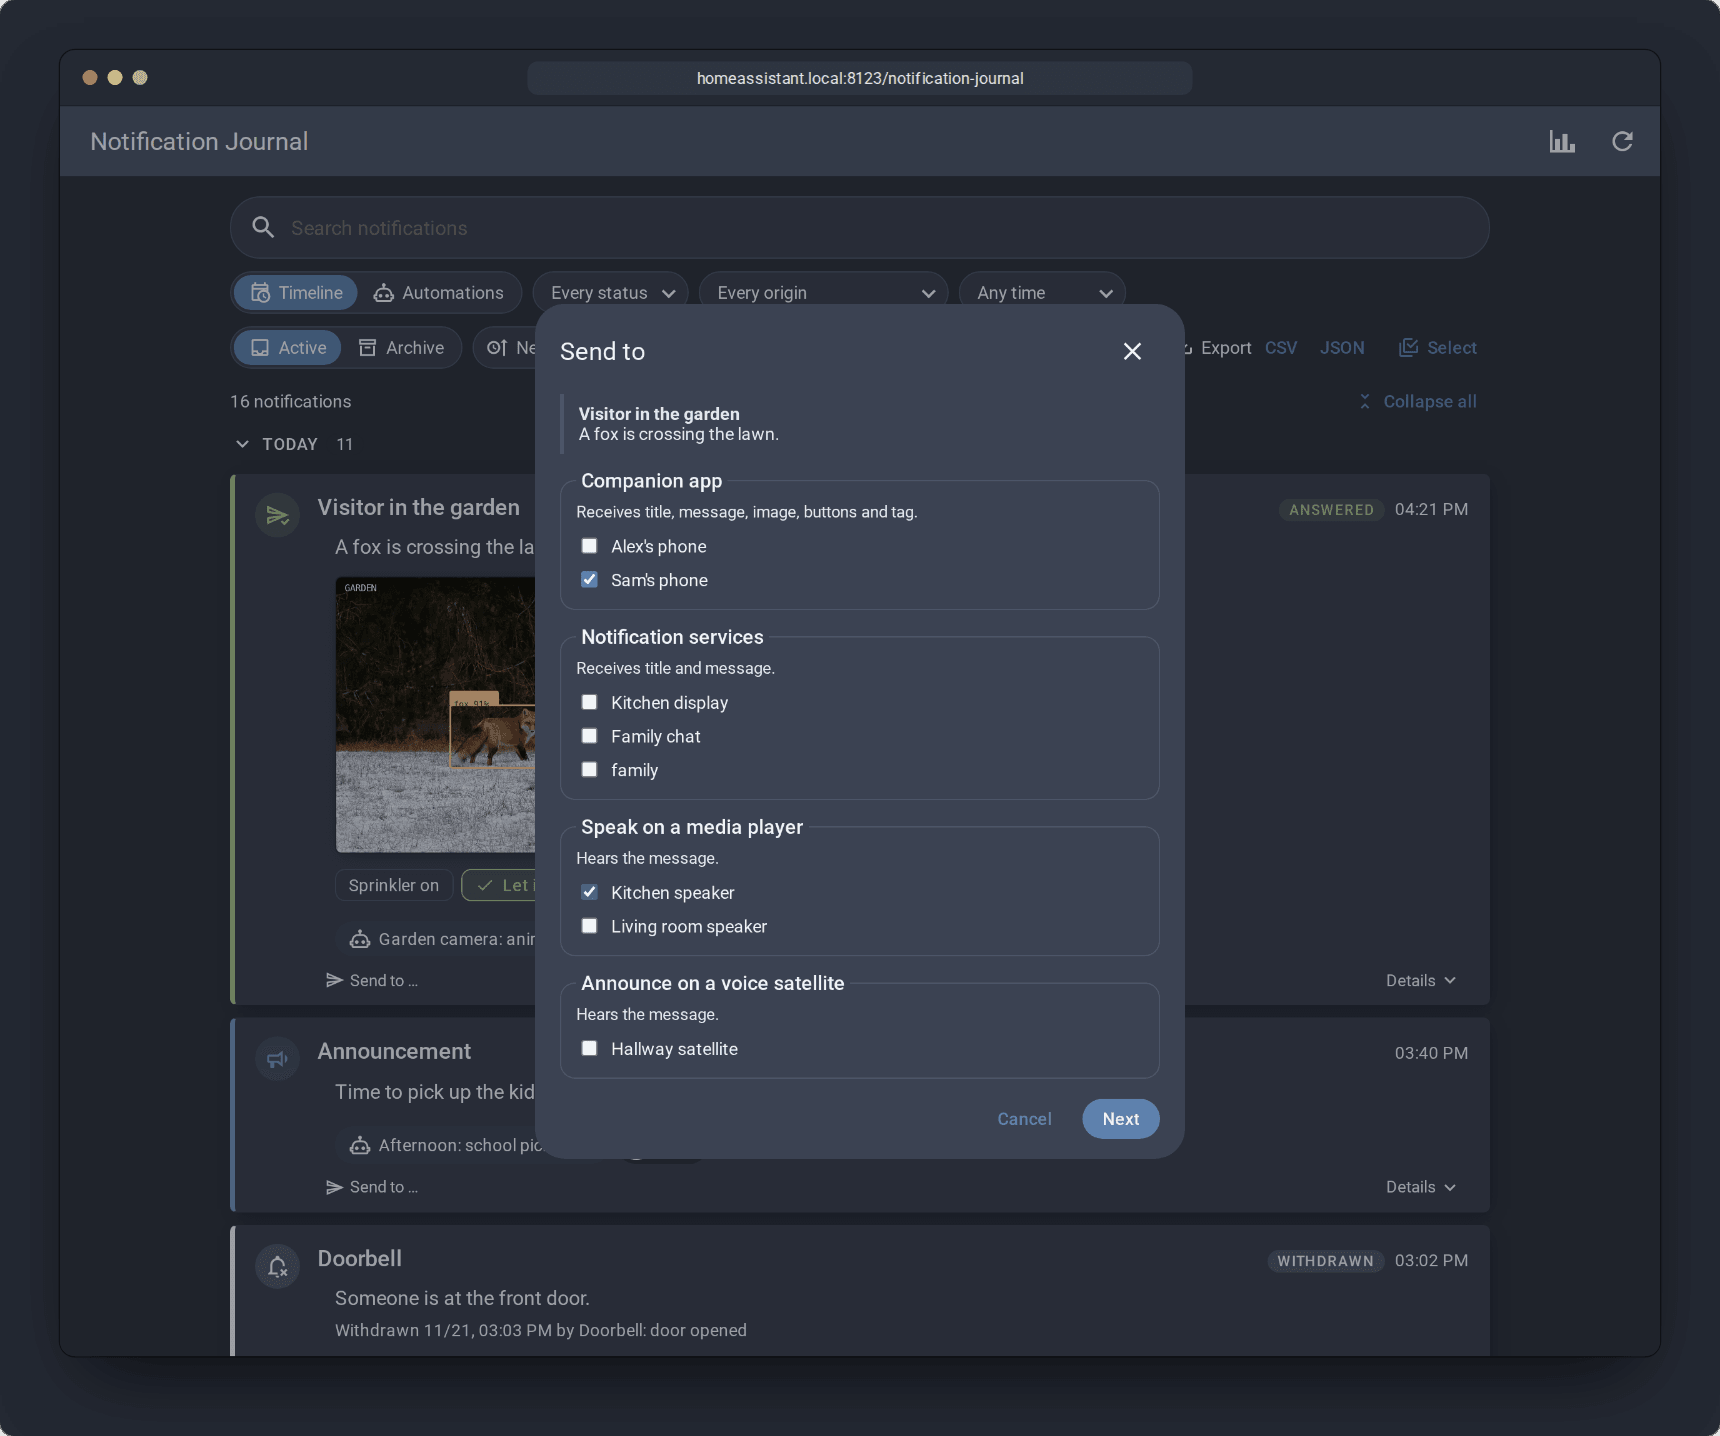 homeassistant.local:8123/notification-journal
Notification Journal
Search notifications
Timeline Automations Every status Every origin Any time
Active Archive Ne Export CSV JSON Select
16 notifications Collapse all
TODAY 11
Visitor in the garden ANSWERED 04:21 PM
A fox is crossing the la
GARDEN
fox 91%
Sprinkler on Let i
Garden camera: ani
Send to ... Details
Announcement 03:40 PM
Time to pick up the kid
Afternoon: school pic
Send to ... Details
Doorbell WITHDRAWN 03:02 PM
Someone is at the front door.
Withdrawn 11/21, 03:03 PM by Doorbell: door opened
Send to
Visitor in the garden
A fox is crossing the lawn.
Companion app
Receives title, message, image, buttons and tag.
Alex's phone
Sam's phone
Notification services
Receives title and message.
Kitchen display
Family chat
family
Speak on a media player
Hears the message.
Kitchen speaker
Living room speaker
Announce on a voice satellite
Hears the message.
Hallway satellite
Cancel Next